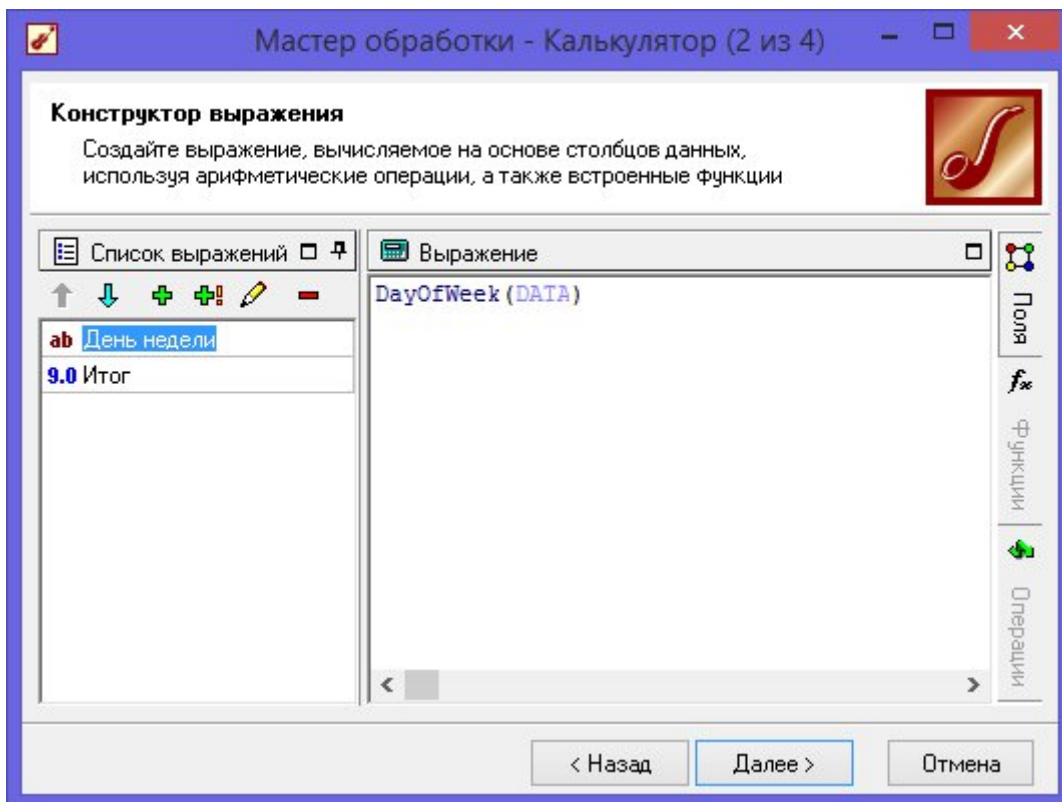 Мастер обработки - Калькулятор (2 из 4)
Конструктор выражения
Создайте выражение, вычисляемое на основе столбцов данных,
используя арифметические операции, а также встроенные функции
Список выражений
ab День недели
9.0 Итог
Выражение
DayOfWeek(DATA)
Поля
fx Функции
Операции
< Назад
Далее >
Отмена